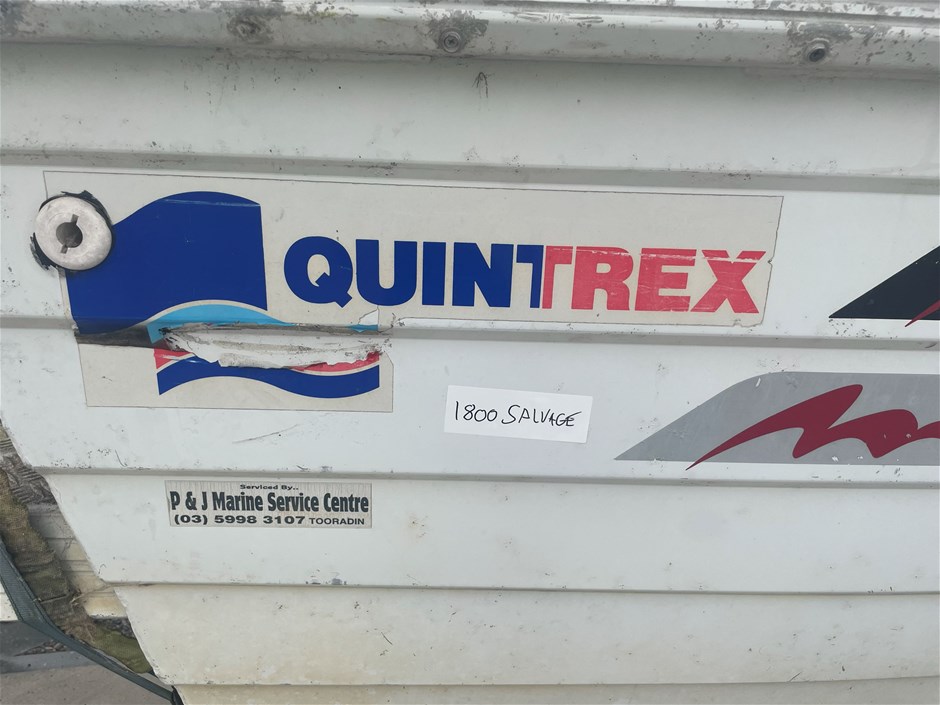 QUINTREX
1800 SALVAGE
Serviced By..
P & J Marine Service Centre
(03) 5998 3107 TOORADIN